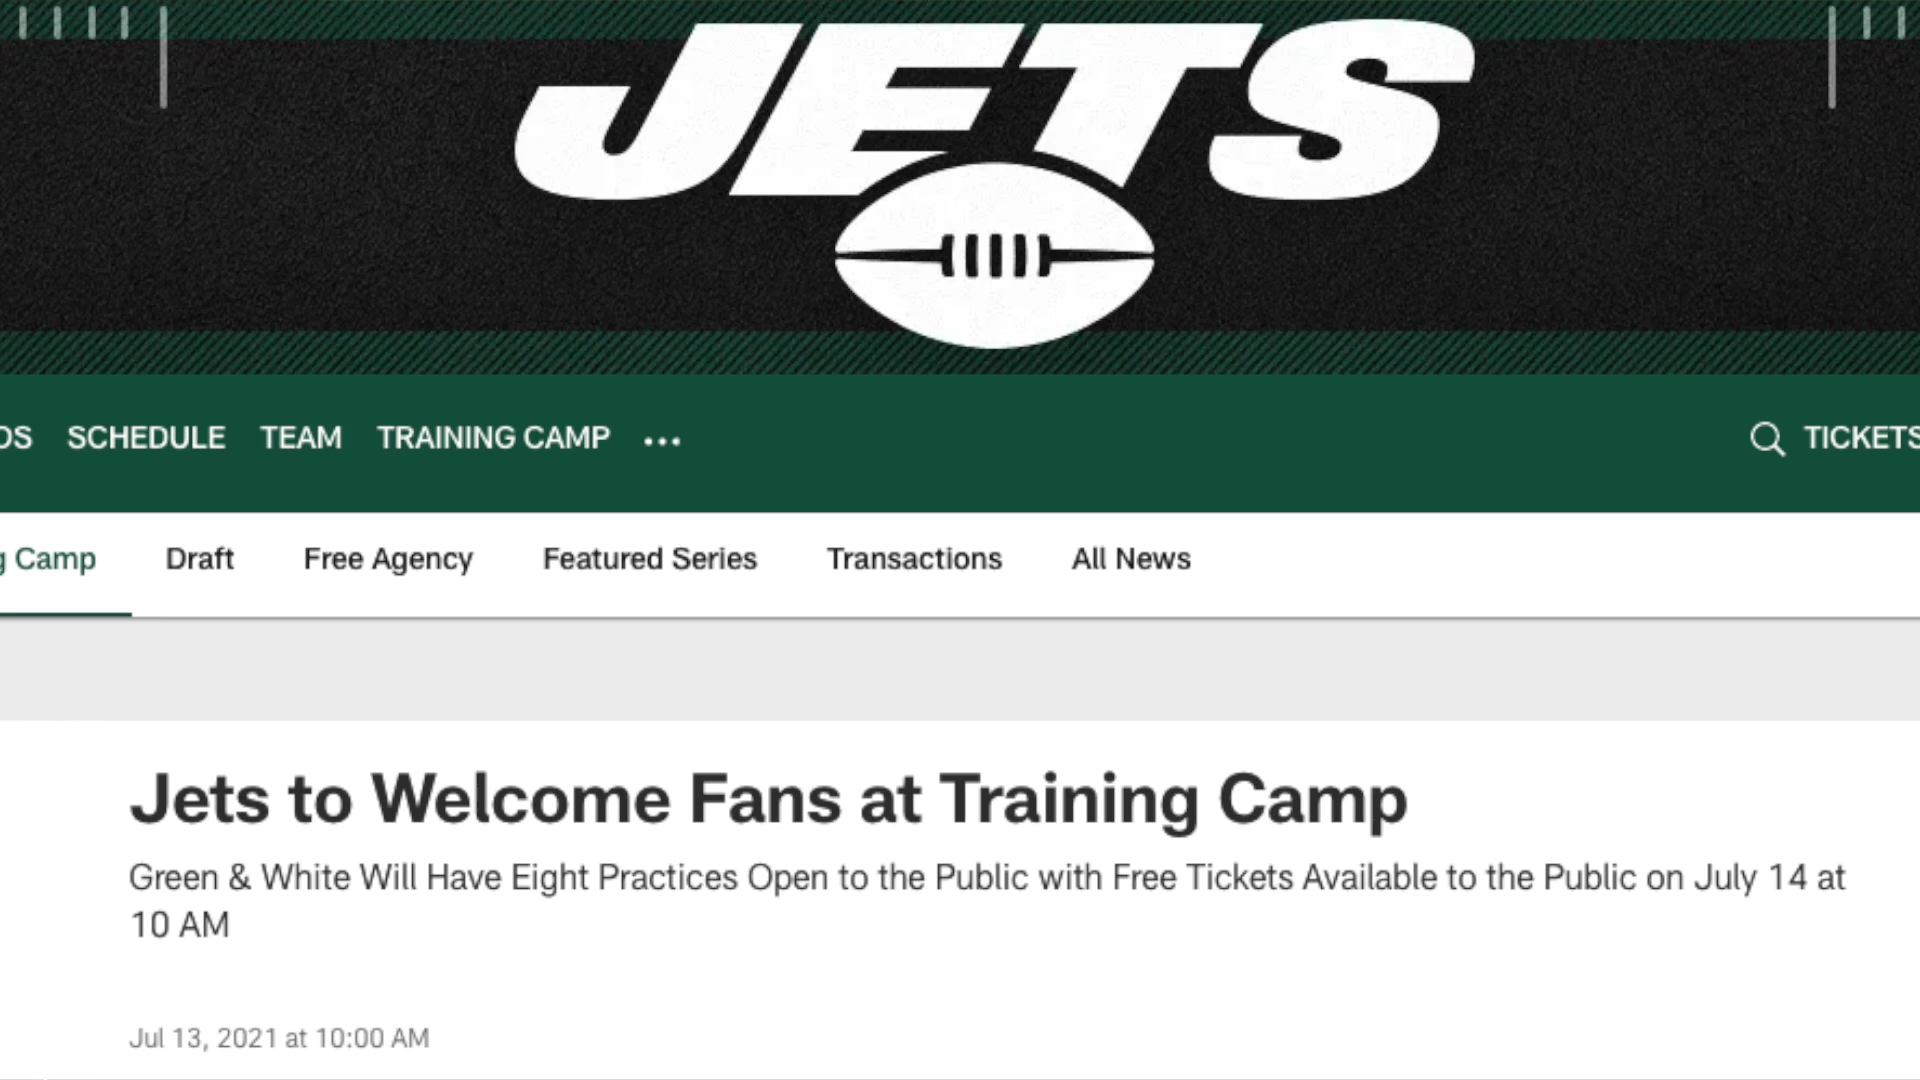 JETS
OS SCHEDULE TEAM TRAINING CAMP ... TICKETS
g Camp Draft Free Agency Featured Series Transactions All News
Jets to Welcome Fans at Training Camp
Green & White Will Have Eight Practices Open to the Public with Free Tickets Available to the Public on July 14 at
10 AM
Jul 13, 2021 at 10:00 AM